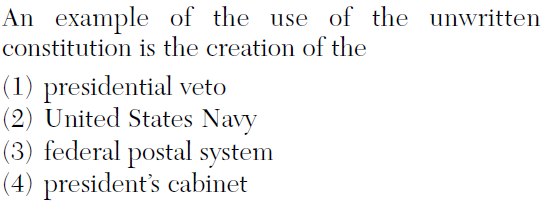 An example of the use of the unwritten
constitution is the creation of the
(1) presidential veto
(2) United States Navy
(3) federal postal system
(4) president's cabinet